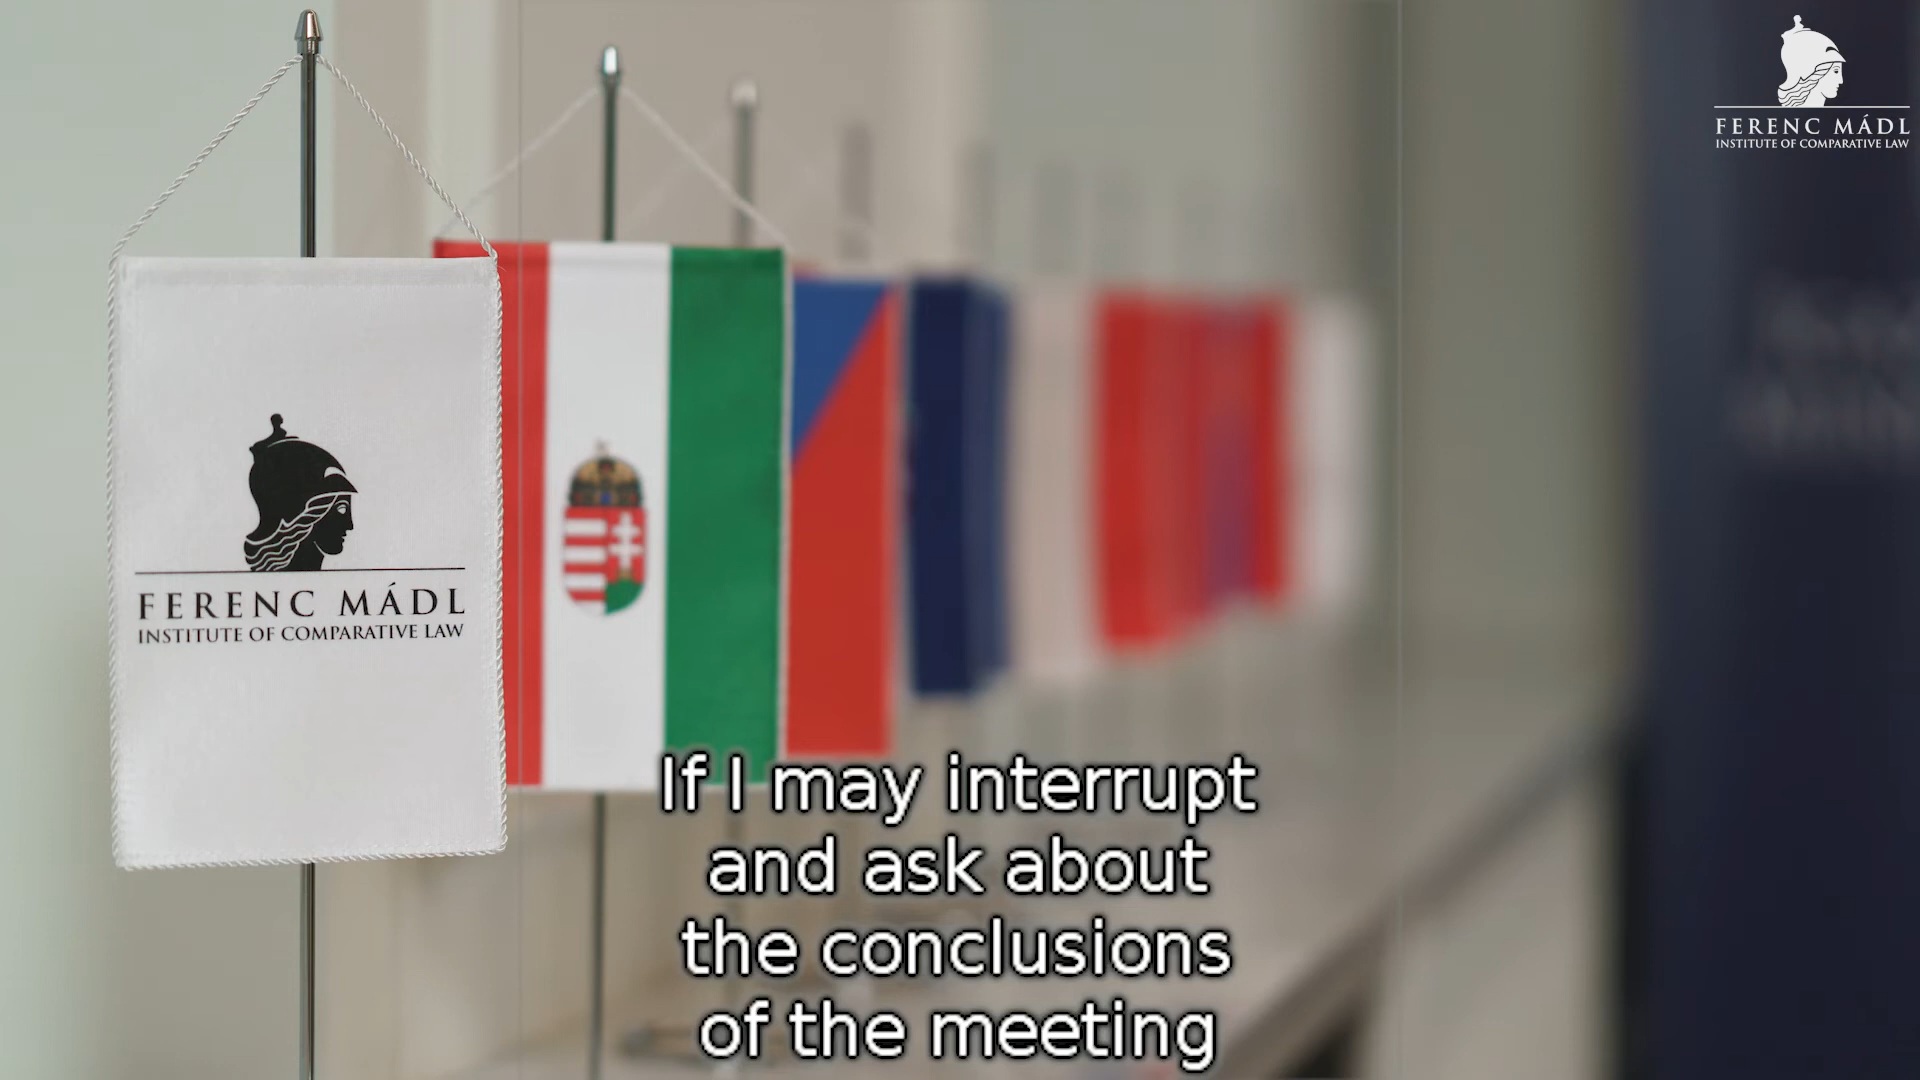 FERENC MÁDL
INSTITUTE OF COMPARATIVE LAW
FERENC MÁDL
INSTITUTE OF COMPARATIVE LAW
If I may interrupt
and ask about
the conclusions
of the meeting